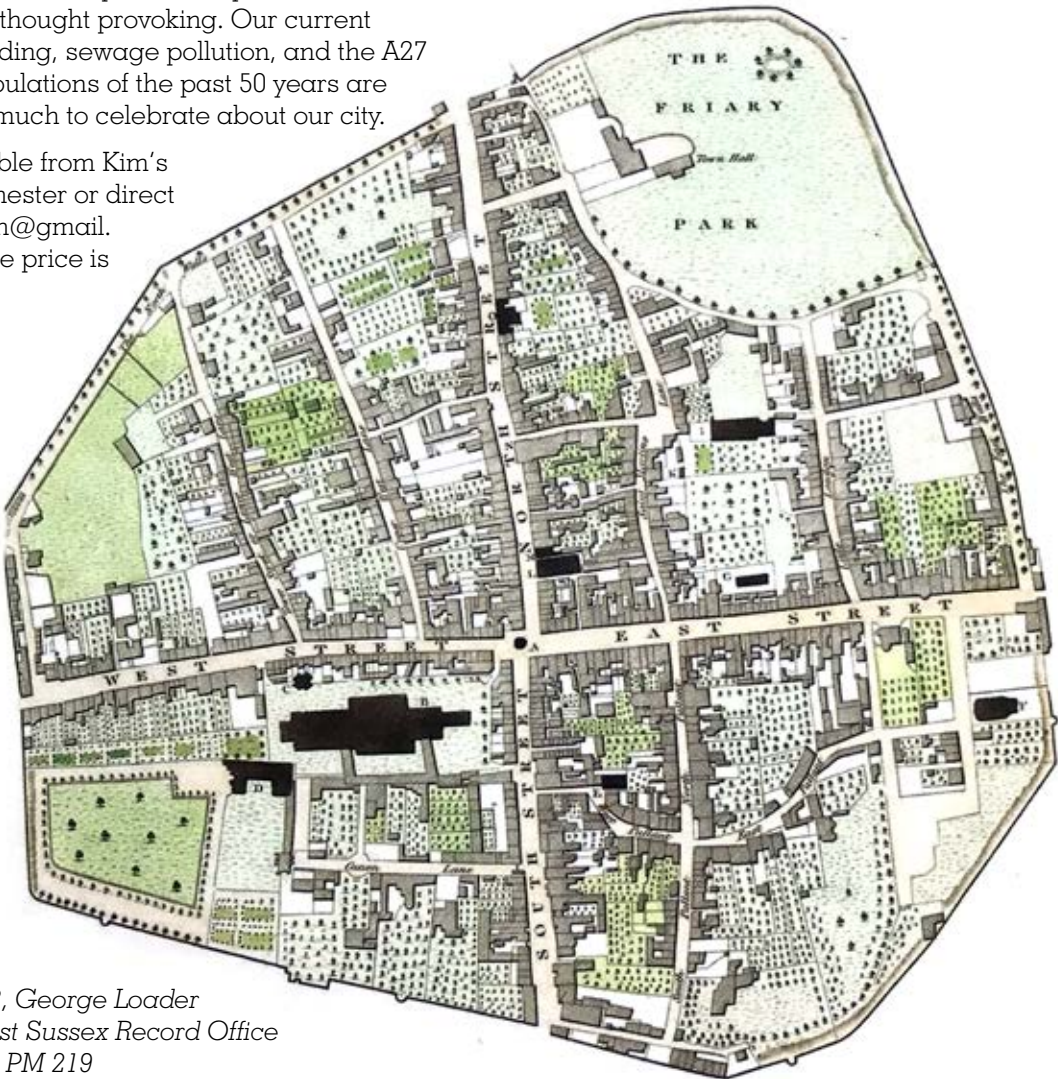 thought provoking. Our current
ding, sewage pollution, and the A27
pulations of the past 50 years are
much to celebrate about our city.
ble from Kim's
hester or direct
n@gmail.
e price is
THE
FRIARY
Town Hall
PARK
NORTH STREET
EAST STREET
WEST STREET
A
B
C
D
E
F
G
Lane
SOUTH STREET
, George Loader
st Sussex Record Office
PM 219